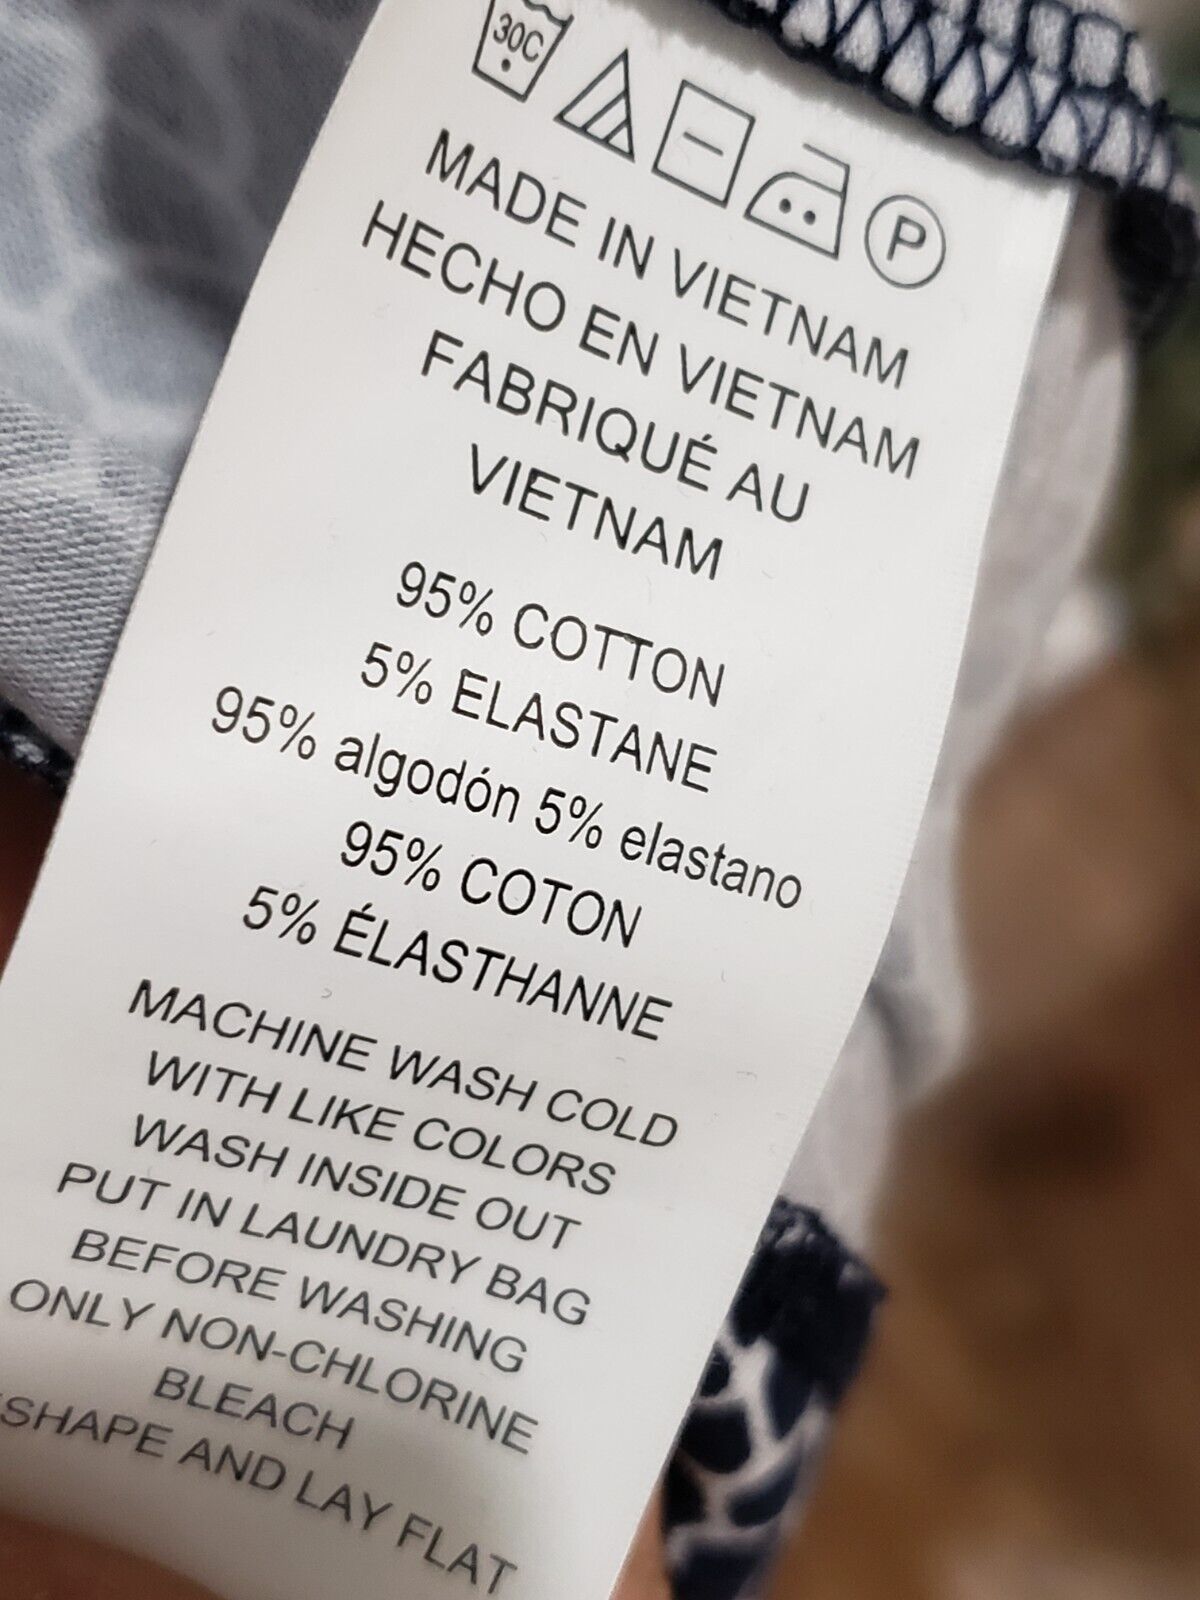 30C
P
MADE IN VIETNAM
HECHO EN VIETNAM
FABRIQUÉ AU
VIETNAM
95% COTTON
5% ELASTANE
95% algodón 5% elastano
95% COTON
5% ÉLASTHANNE
MACHINE WASH COLD
WITH LIKE COLORS
WASH INSIDE OUT
PUT IN LAUNDRY BAG
BEFORE WASHING
ONLY NON-CHLORINE
BLEACH
AND LAY FLAT